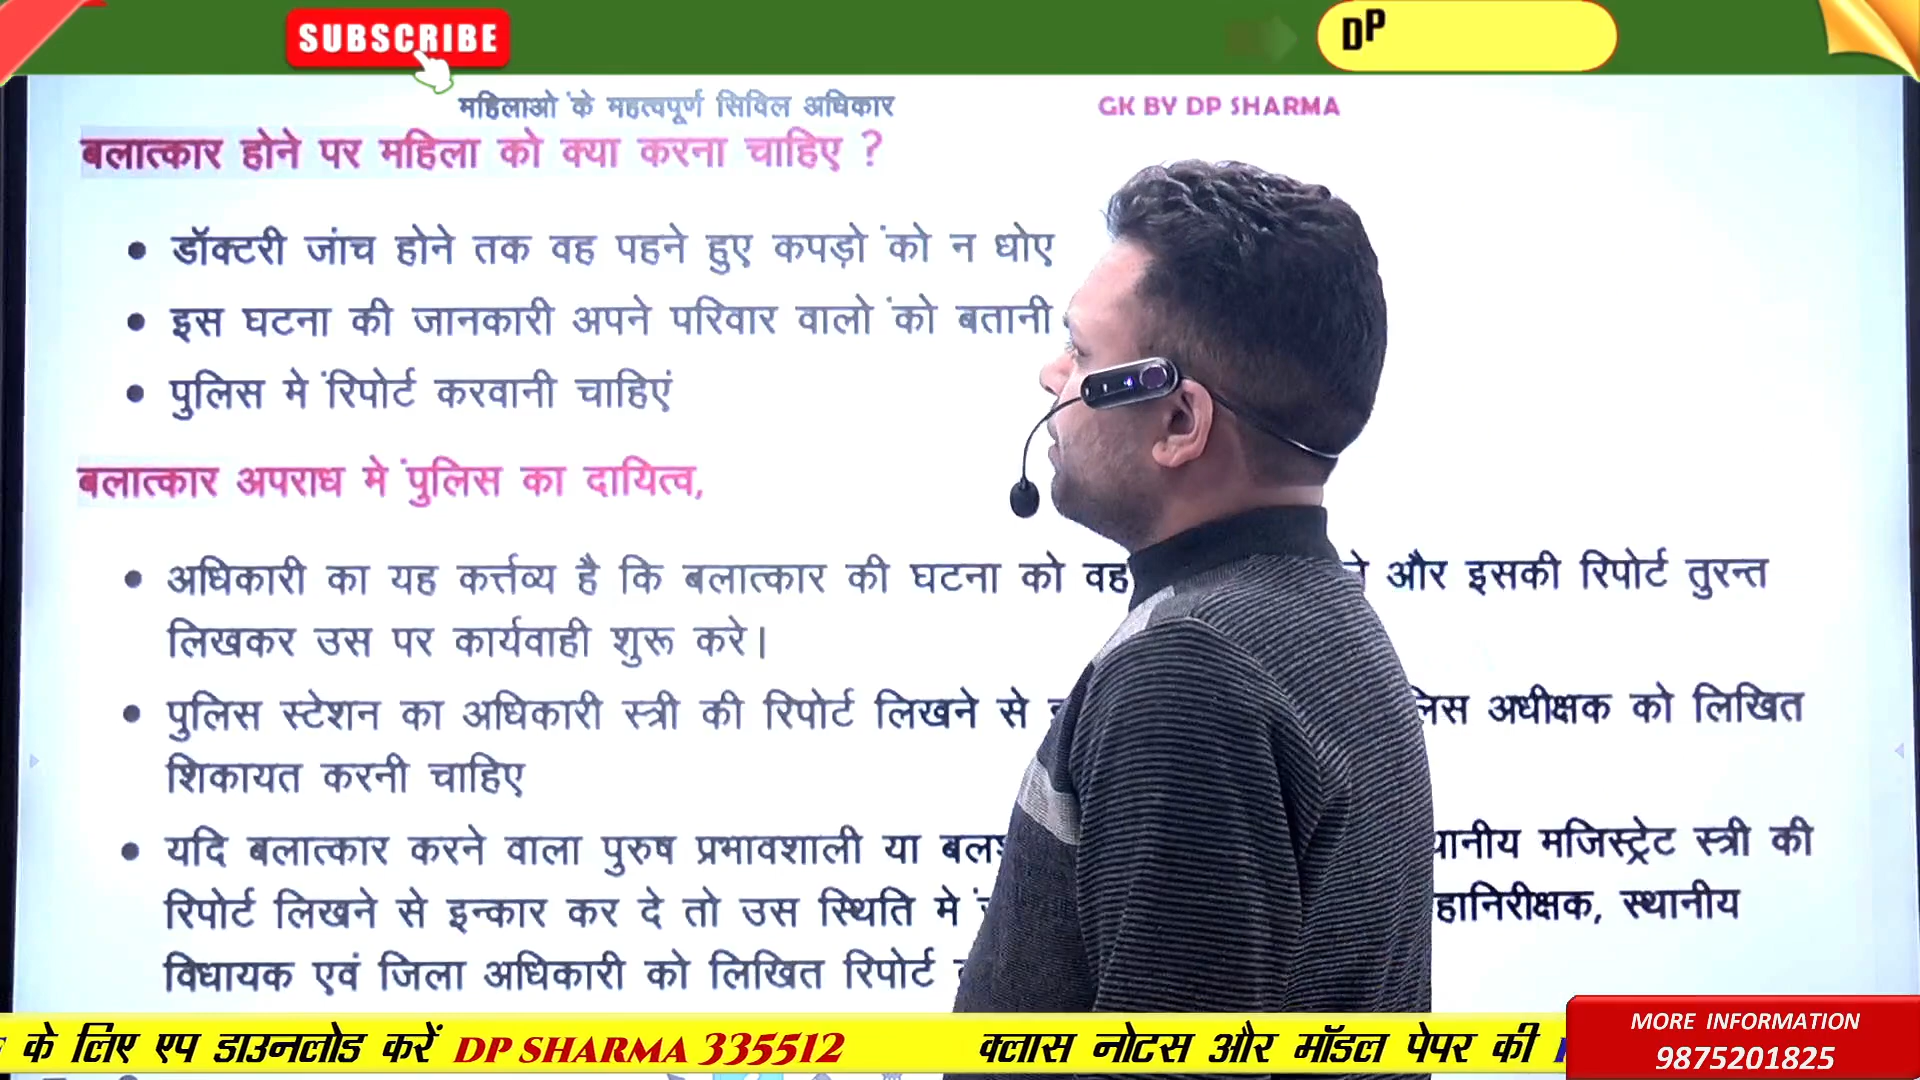 SUBSCRIBE
DP
महिलाओं के महत्वपूर्ण सिविल अधिकार
GK BY DP SHARMA
बलात्कार होने पर महिला को क्या करना चाहिए ?
• डॉक्टरी जांच होने तक वह पहने हुए कपड़ों को न धोए
• इस घटना की जानकारी अपने परिवार वालों को बतानी
• पुलिस में रिपोर्ट करवानी चाहिएं
बलात्कार अपराध में पुलिस का दायित्व,
• अधिकारी का यह कर्त्तव्य है कि बलात्कार की घटना को वह और इसकी रिपोर्ट तुरन्त
लिखकर उस पर कार्यवाही शुरू करे।
• पुलिस स्टेशन का अधिकारी स्त्री की रिपोर्ट लिखने से अधीक्षक को लिखित
शिकायत करनी चाहिए
• यदि बलात्कार करने वाला पुरुष प्रभावशाली या मजिस्ट्रेट स्त्री की
रिपोर्ट लिखने से इन्कार कर दे तो उस स्थिति में स्थानीय
विधायक एवं जिला अधिकारी को लिखित रिपोर्ट
के लिए एप डाउनलोड करें DP SHARMA 335512 क्लास नोटस और मॉडल पेपर की
MORE INFORMATION
9875201825